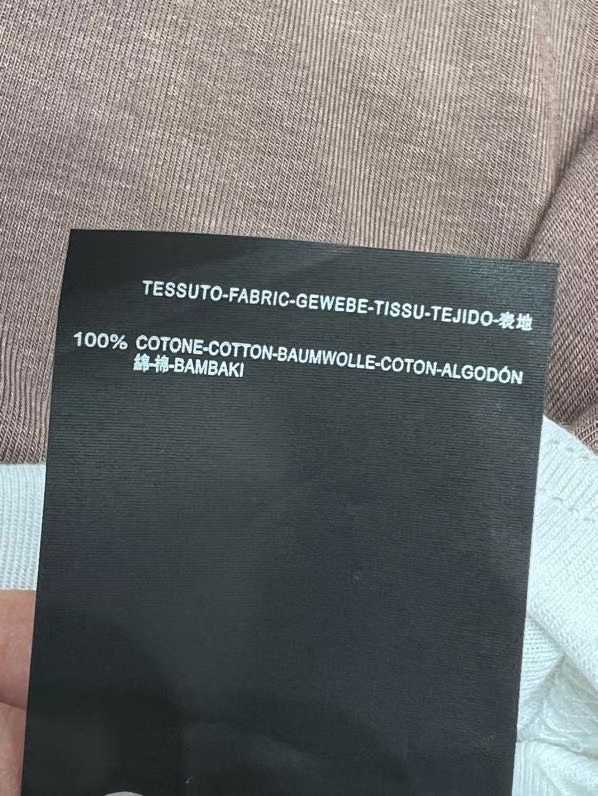 TESSUTO-FABRIC-GEWEBE-TISSU-TEJIDO-表地
100% COTONE-COTTON-BAUMWOLLE-COTON-ALGODÓN
綿-棉-BAMBAKI